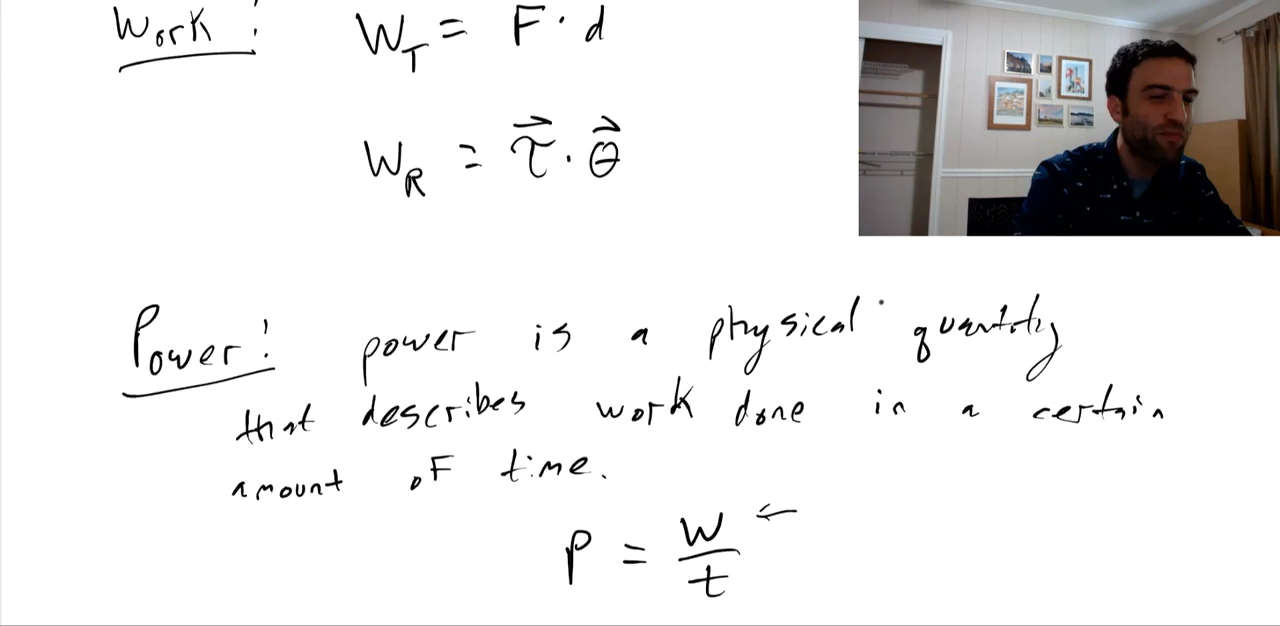 Work: W_T = F · d
W_R = τ⃗ · θ⃗
Power: power is a physical quantity
that describes work done in a certain
amount of time.
P = W/t ←